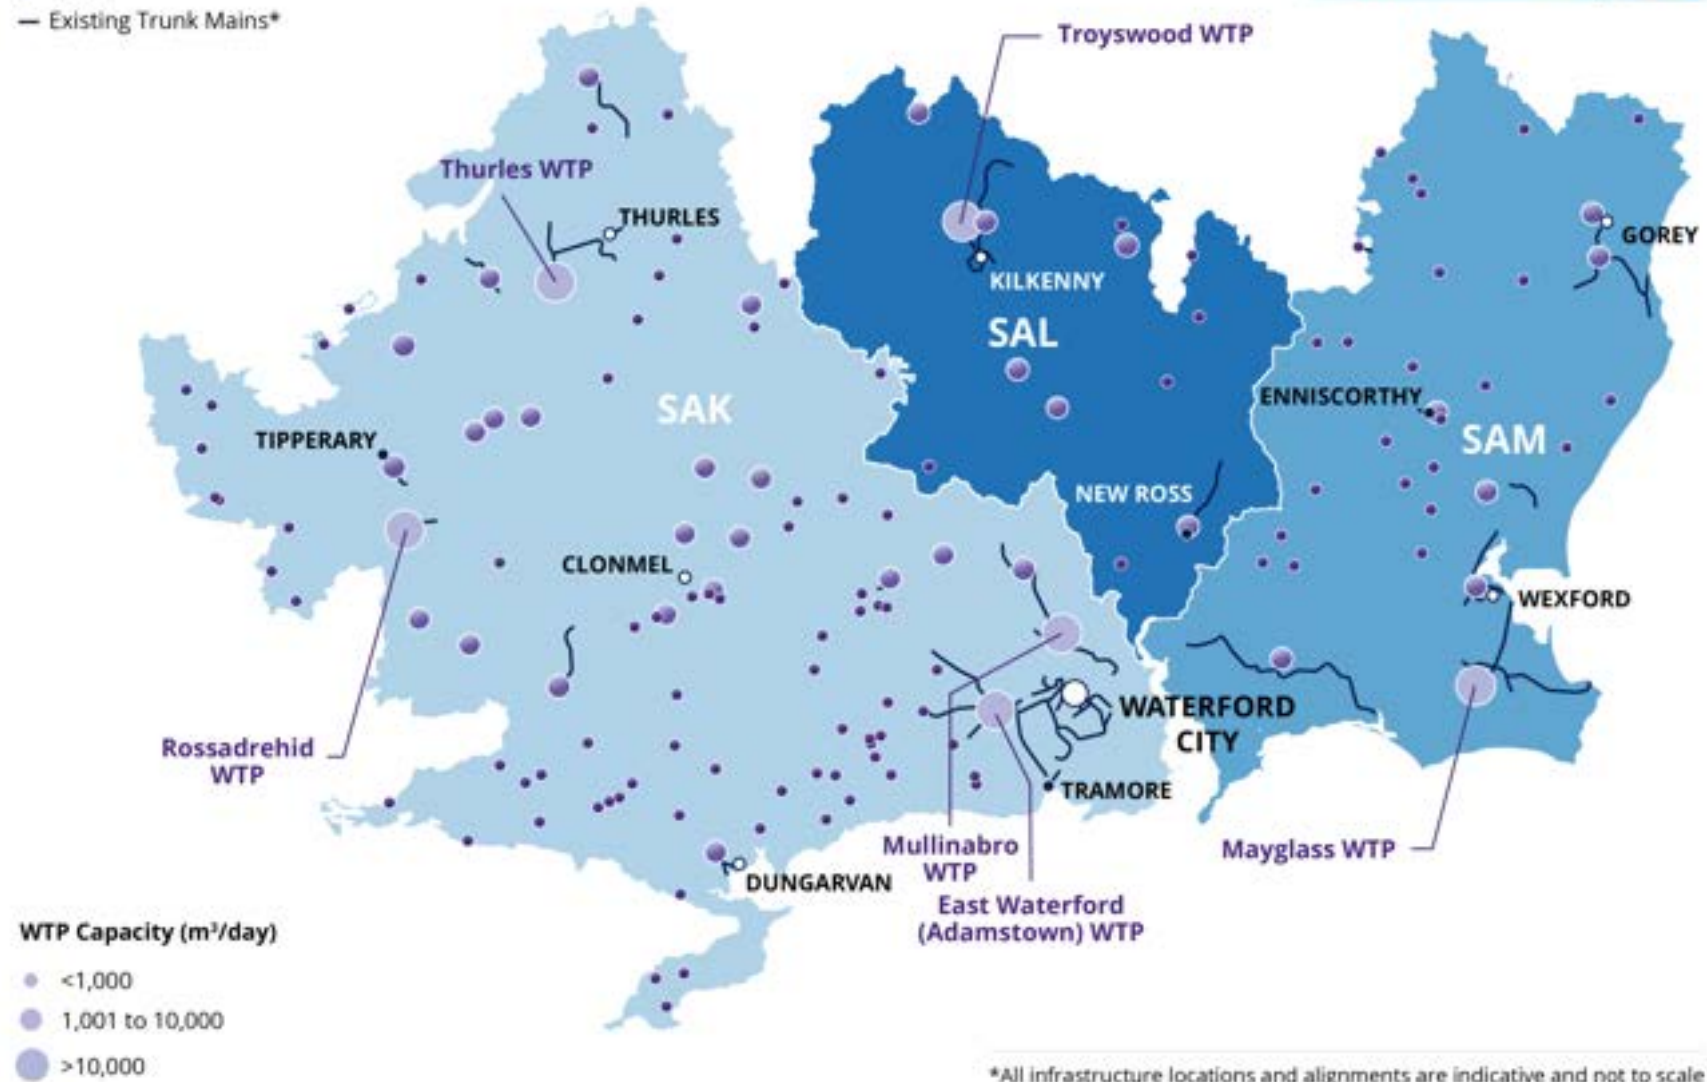 — Existing Trunk Mains*
Troyswood WTP
Thurles WTP
THURLES
GOREY
KILKENNY
SAL
ENNISCORTHY
SAK
SAM
TIPPERARY
NEW ROSS
CLONMEL
WEXFORD
WATERFORD
CITY
Rossadrehid
WTP
TRAMORE
Mullinabro
WTP
Mayglass WTP
DUNGARVAN
East Waterford
(Adamstown) WTP
WTP Capacity (m³/day)
<1,000
1,001 to 10,000
>10,000
*All infrastructure locations and alignments are indicative and not to scale